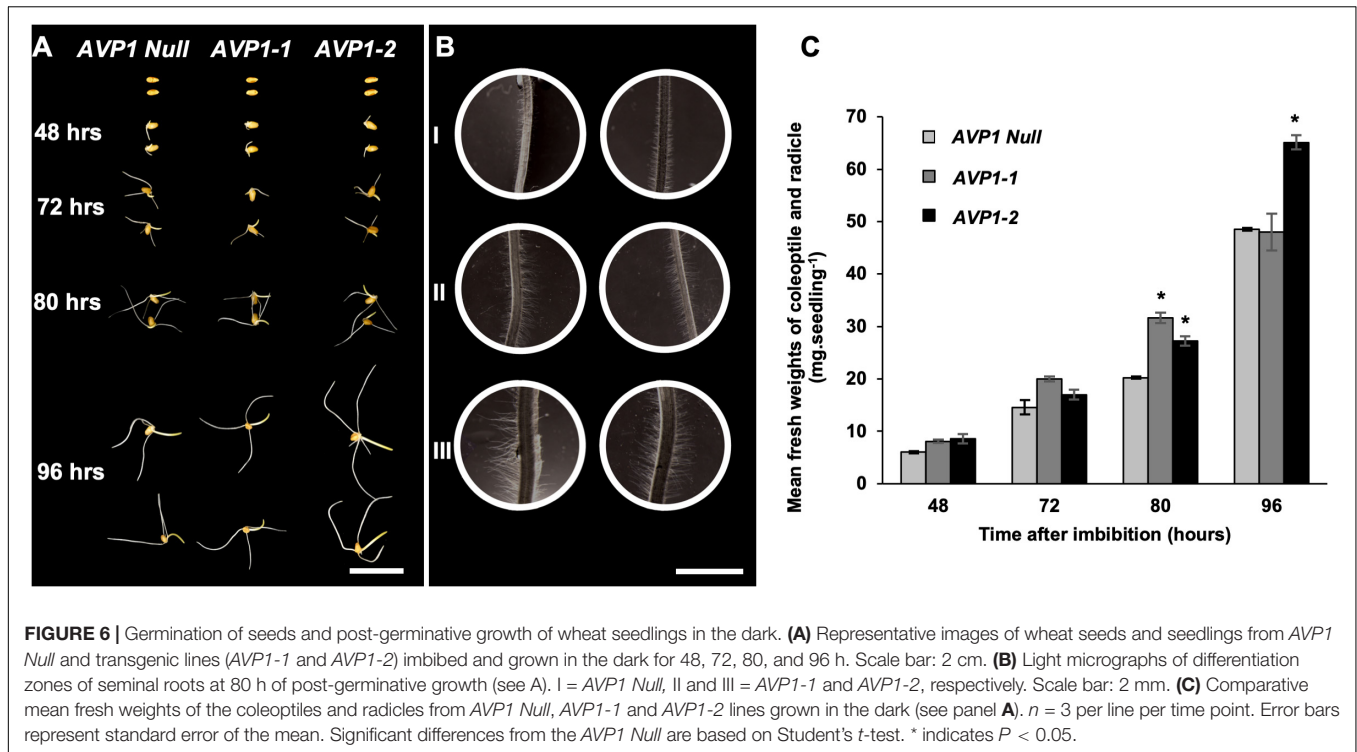 A AVP1 Null AVP1-1 AVP1-2
48 hrs
72 hrs
80 hrs
96 hrs
B
I
II
III
C
Mean fresh weights of coleoptile and radicle
(mg.seedling-1)
70
60
50
40
30
20
10
0
AVP1 Null
AVP1-1
AVP1-2
*
*
*
48 72 80 96
Time after imbibition (hours)
FIGURE 6 | Germination of seeds and post-germinative growth of wheat seedlings in the dark. (A) Representative images of wheat seeds and seedlings from AVP1
Null and transgenic lines (AVP1-1 and AVP1-2) imbibed and grown in the dark for 48, 72, 80, and 96 h. Scale bar: 2 cm. (B) Light micrographs of differentiation
zones of seminal roots at 80 h of post-germinative growth (see A). I = AVP1 Null, II and III = AVP1-1 and AVP1-2, respectively. Scale bar: 2 mm. (C) Comparative
mean fresh weights of the coleoptiles and radicles from AVP1 Null, AVP1-1 and AVP1-2 lines grown in the dark (see panel A). n = 3 per line per time point. Error bars
represent standard error of the mean. Significant differences from the AVP1 Null are based on Student's t-test. * indicates P < 0.05.